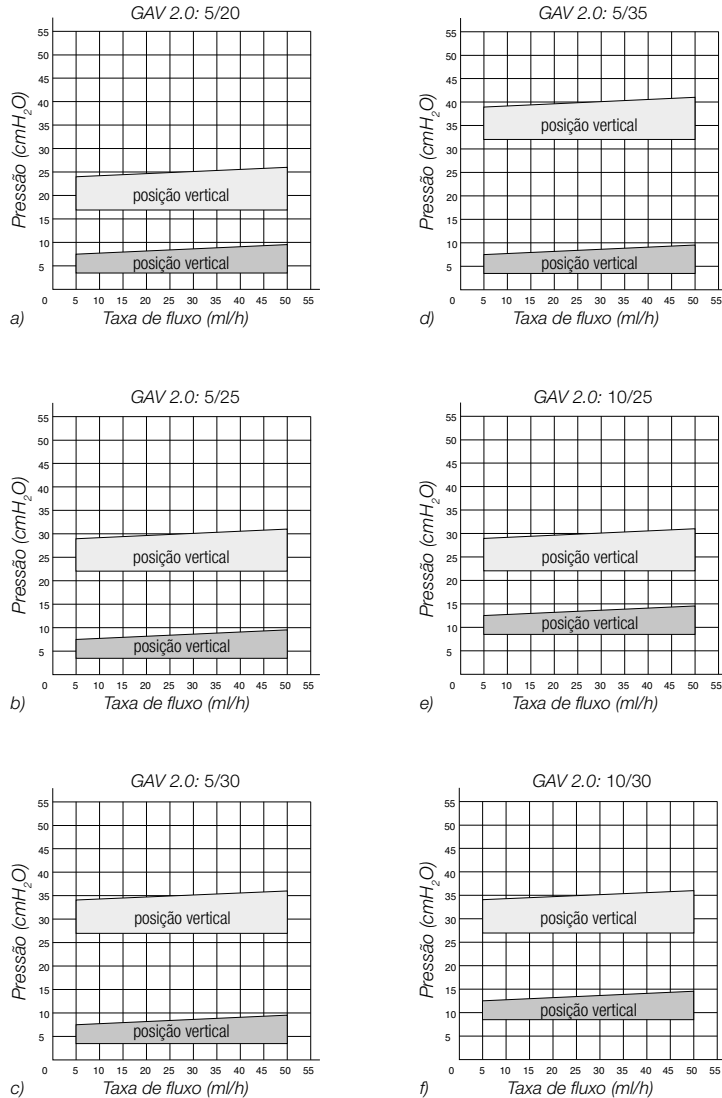 GAV 2.0: 5/20
Pressão (cmH₂O)
55
50
45
40
35
30
25
20
15
10
5
posição vertical
posição vertical
0 5 10 15 20 25 30 35 40 45 50 55
a) Taxa de fluxo (ml/h)
GAV 2.0: 5/35
Pressão (cmH₂O)
55
50
45
40
35
30
25
20
15
10
5
posição vertical
posição vertical
0 5 10 15 20 25 30 35 40 45 50 55
d) Taxa de fluxo (ml/h)
GAV 2.0: 5/25
Pressão (cmH₂O)
55
50
45
40
35
30
25
20
15
10
5
posição vertical
posição vertical
0 5 10 15 20 25 30 35 40 45 50 55
b) Taxa de fluxo (ml/h)
GAV 2.0: 10/25
Pressão (cmH₂O)
55
50
45
40
35
30
25
20
15
10
5
posição vertical
posição vertical
0 5 10 15 20 25 30 35 40 45 50 55
e) Taxa de fluxo (ml/h)
GAV 2.0: 5/30
Pressão (cmH₂O)
55
50
45
40
35
30
25
20
15
10
5
posição vertical
posição vertical
0 5 10 15 20 25 30 35 40 45 50 55
c) Taxa de fluxo (ml/h)
GAV 2.0: 10/30
Pressão (cmH₂O)
55
50
45
40
35
30
25
20
15
10
5
posição vertical
posição vertical
0 5 10 15 20 25 30 35 40 45 50 55
f) Taxa de fluxo (ml/h)